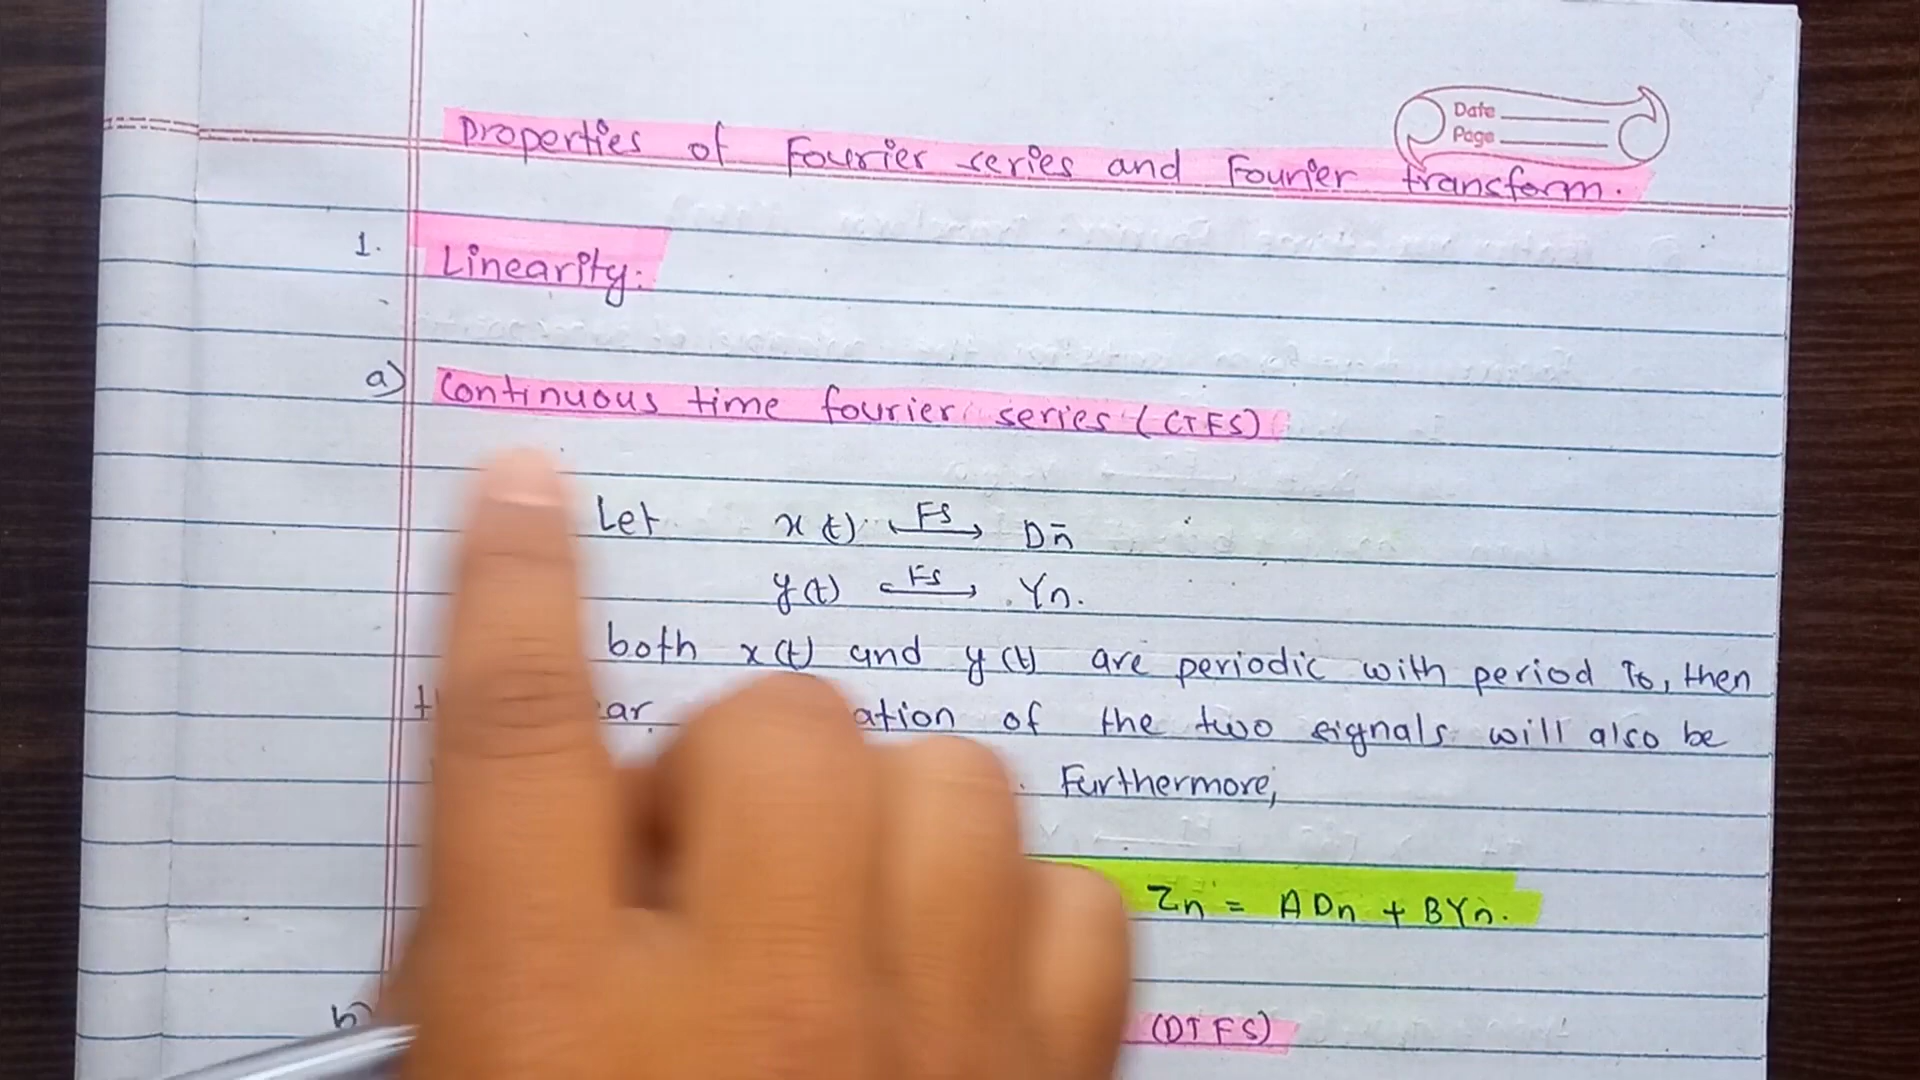 Date
Page
Properties of Fourier series and Fourier transform.
1. Linearity:
a) Continuous time fourier series (CTFS)
Let x(t) ⟷FS Dn
y(t) ⟷FS Yn.
both x(t) and y(t) are periodic with period To, then
of the two signals will also be
Furthermore,
Zn = ADn + BYn.
b) (DTFS)